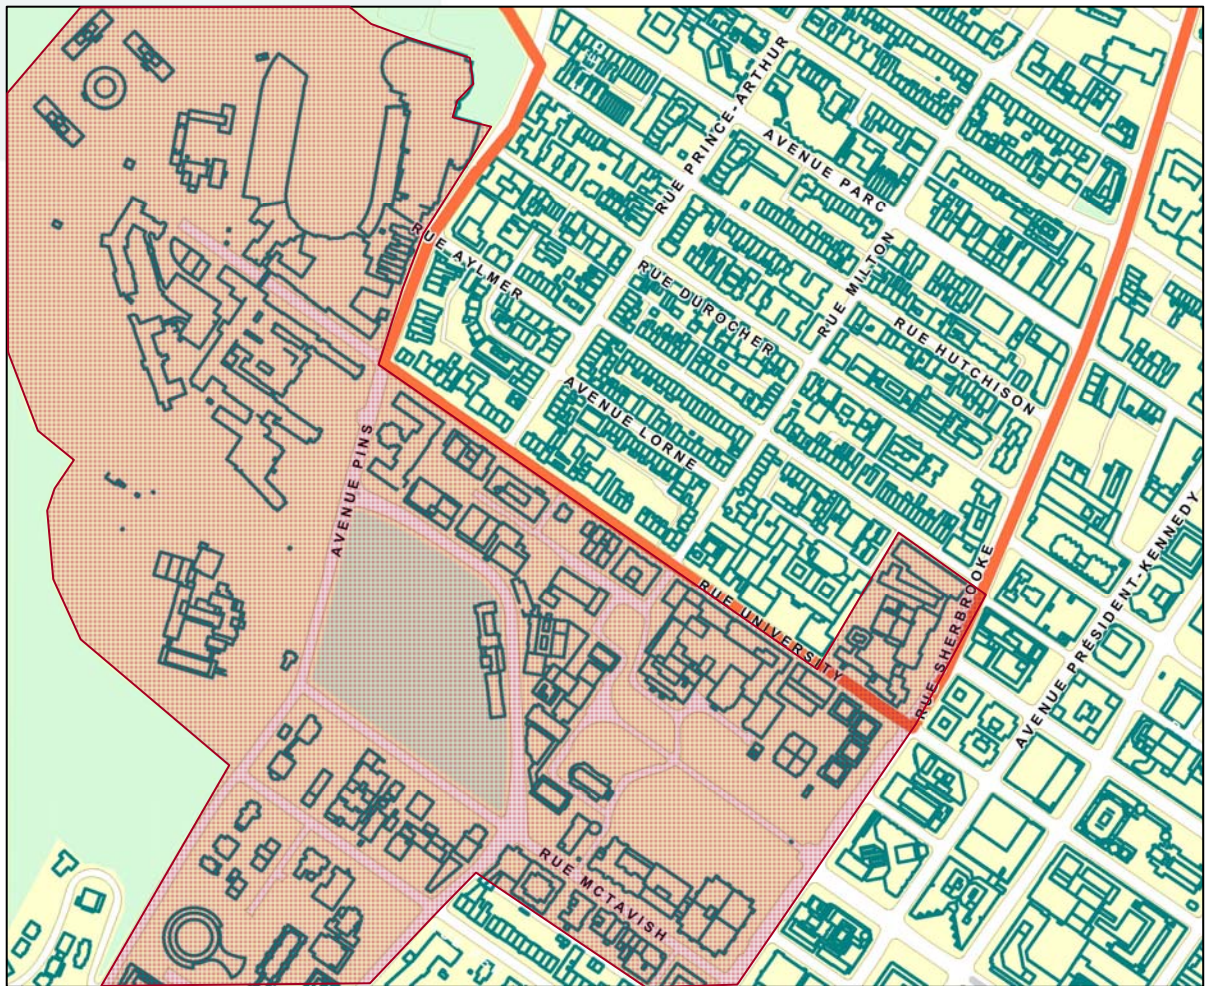 RUE PRINCE-ARTHUR
AVENUE PARC
RUE AYLMER
RUE DUROCHER
RUE MILTON
RUE HUTCHISON
AVENUE LORNE
AVENUE PINS
RUE UNIVERSITY
RUE SHERBROOKE
AVENUE PRÉSIDENT-KENNEDY
RUE MCTAVISH